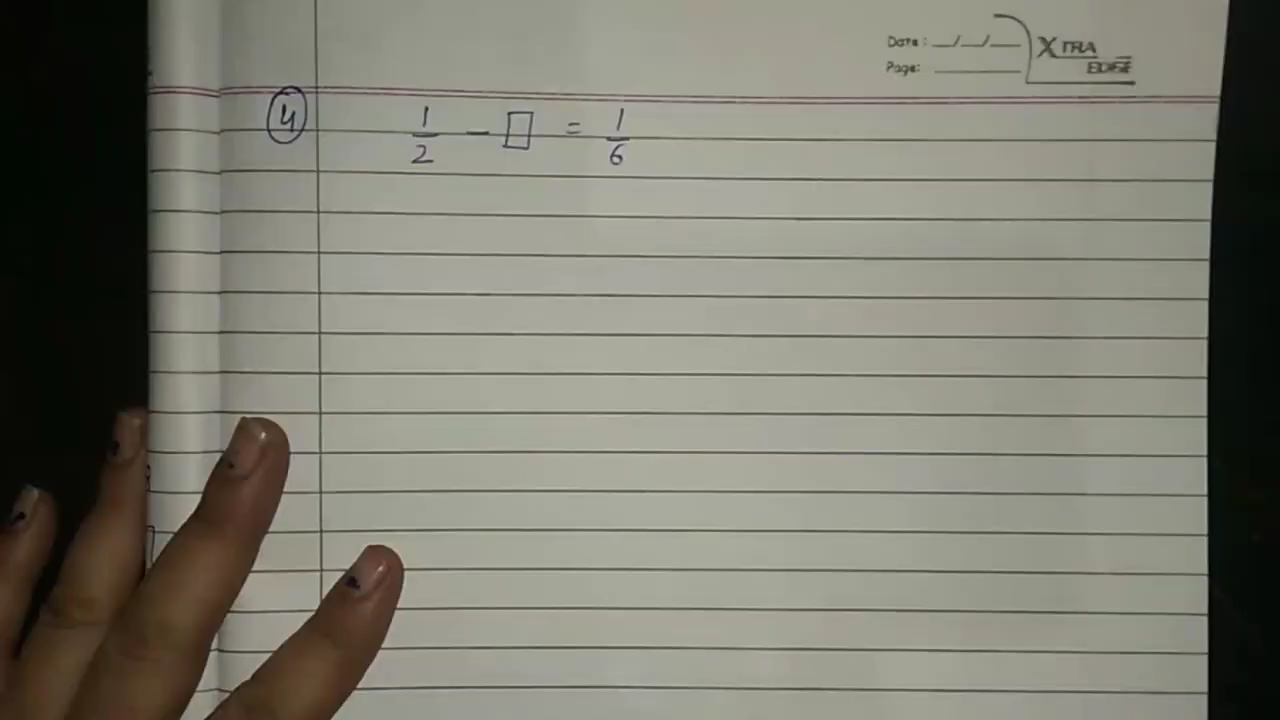 Date: __/__/__
Page: ______
XTRA
EDGE
4 1/2 - □ = 1/6